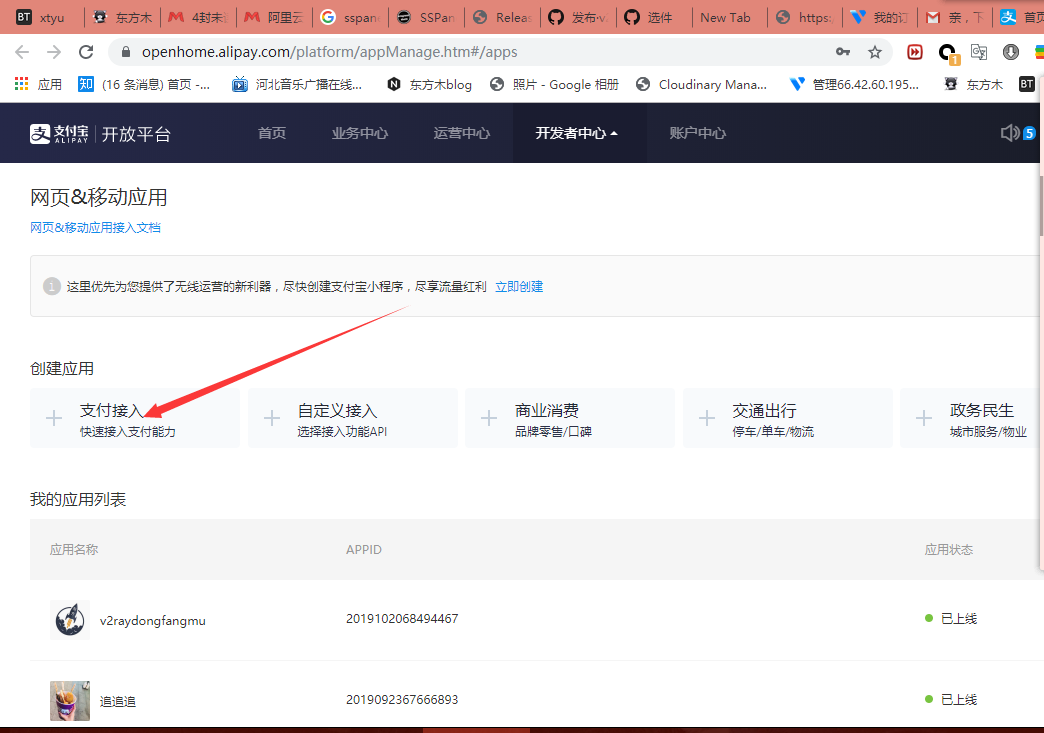 BT xtyu 东方木 4封未 阿里云 sspan SSPan Relea 发布·v 选件 New Tab https: 我的订 亲，下 首页
openhome.alipay.com/platform/appManage.htm#/apps 1
应用 知 (16 条消息) 首页 -... 河北音乐广播在线... N 东方木blog 照片 - Google 相册 Cloudinary Mana... 管理66.42.60.195... 东方木 BT
支 支付宝 ALIPAY 开放平台 首页 业务中心 运营中心 开发者中心 账户中心 5
网页&移动应用
网页&移动应用接入文档
1 这里优先为您提供了无线运营的新利器，尽快创建支付宝小程序，尽享流量红利 立即创建
创建应用
支付接入 自定义接入 商业消费 交通出行 政务民生
快速接入支付能力 选择接入功能API 品牌零售/口碑 停车/单车/物流 城市服务/物业
我的应用列表
应用名称 APPID 应用状态
v2raydongfangmu 2019102068494467 已上线
追追追 2019092367666893 已上线